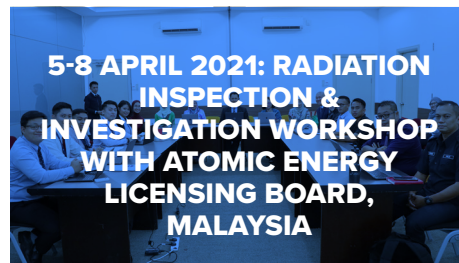 5-8 APRIL 2021: RADIATION
INSPECTION &
INVESTIGATION WORKSHOP
WITH ATOMIC ENERGY
LICENSING BOARD,
MALAYSIA